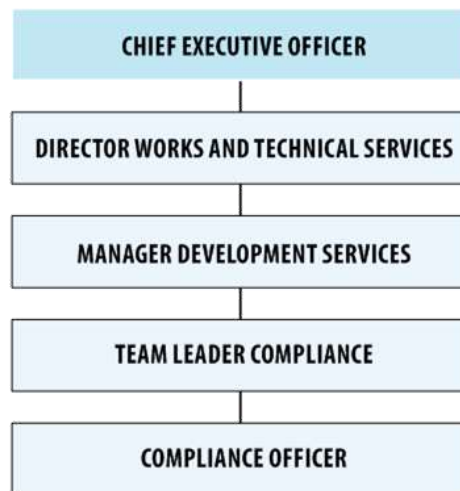 CHIEF EXECUTIVE OFFICER
DIRECTOR WORKS AND TECHNICAL SERVICES
MANAGER DEVELOPMENT SERVICES
TEAM LEADER COMPLIANCE
COMPLIANCE OFFICER